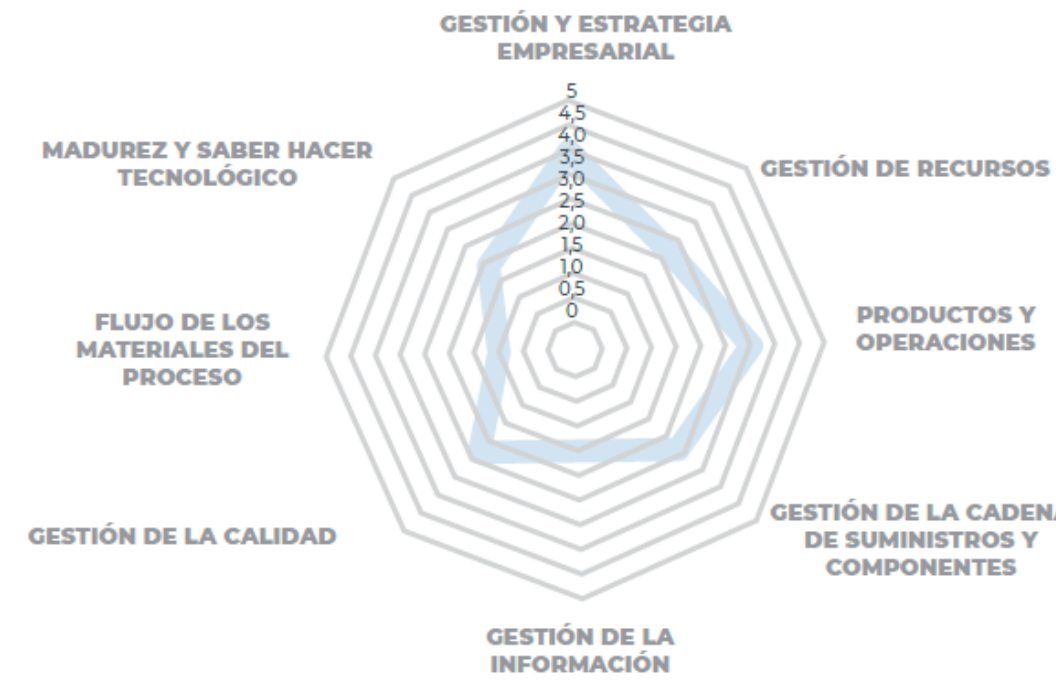 GESTIÓN Y ESTRATEGIA
EMPRESARIAL
5
4,5
4,0
3,5
3,0
2,5
2,0
1,5
1,0
0,5
0
MADUREZ Y SABER HACER
TECNOLÓGICO
GESTIÓN DE RECURSOS
FLUJO DE LOS
MATERIALES DEL
PROCESO
PRODUCTOS Y
OPERACIONES
GESTIÓN DE LA CALIDAD
GESTIÓN DE LA CADENA
DE SUMINISTROS Y
COMPONENTES
GESTIÓN DE LA
INFORMACIÓN